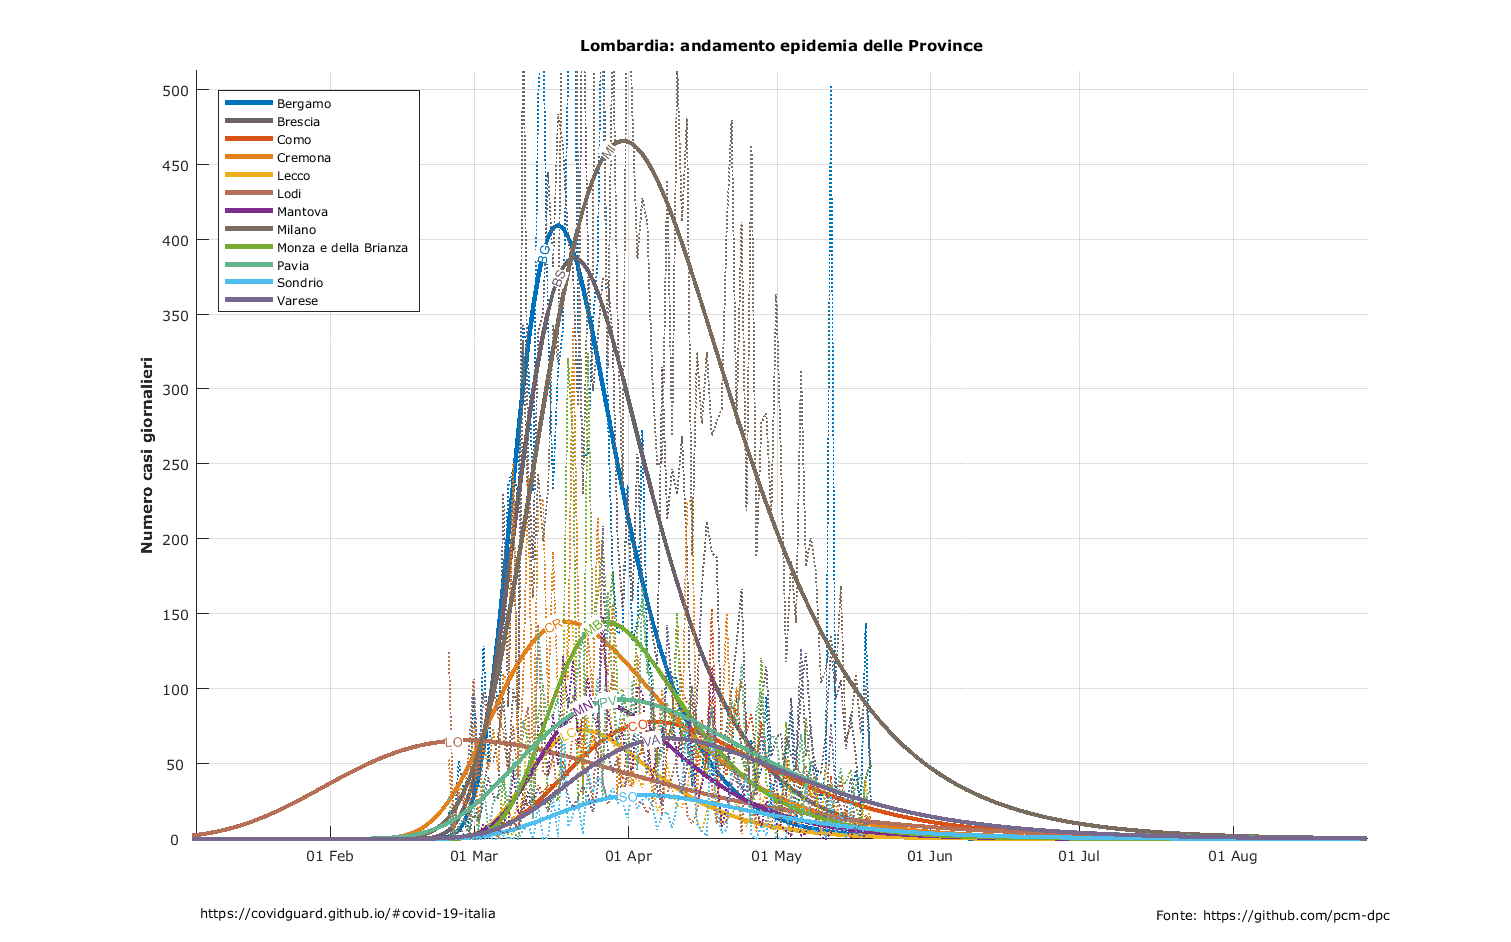 Lombardia: andamento epidemia delle Province
500
450
400
350
300
250
200
150
100
50
0
Numero casi giornalieri
Bergamo
Brescia
Como
Cremona
Lecco
Lodi
Mantova
Milano
Monza e della Brianza
Pavia
Sondrio
Varese
MI
BG
BS
CR
MB
MN
PV
CO
LC
LO
VA
SO
01 Feb
01 Mar
01 Apr
01 May
01 Jun
01 Jul
01 Aug
https://covidguard.github.io/#covid-19-italia
Fonte: https://github.com/pcm-dpc